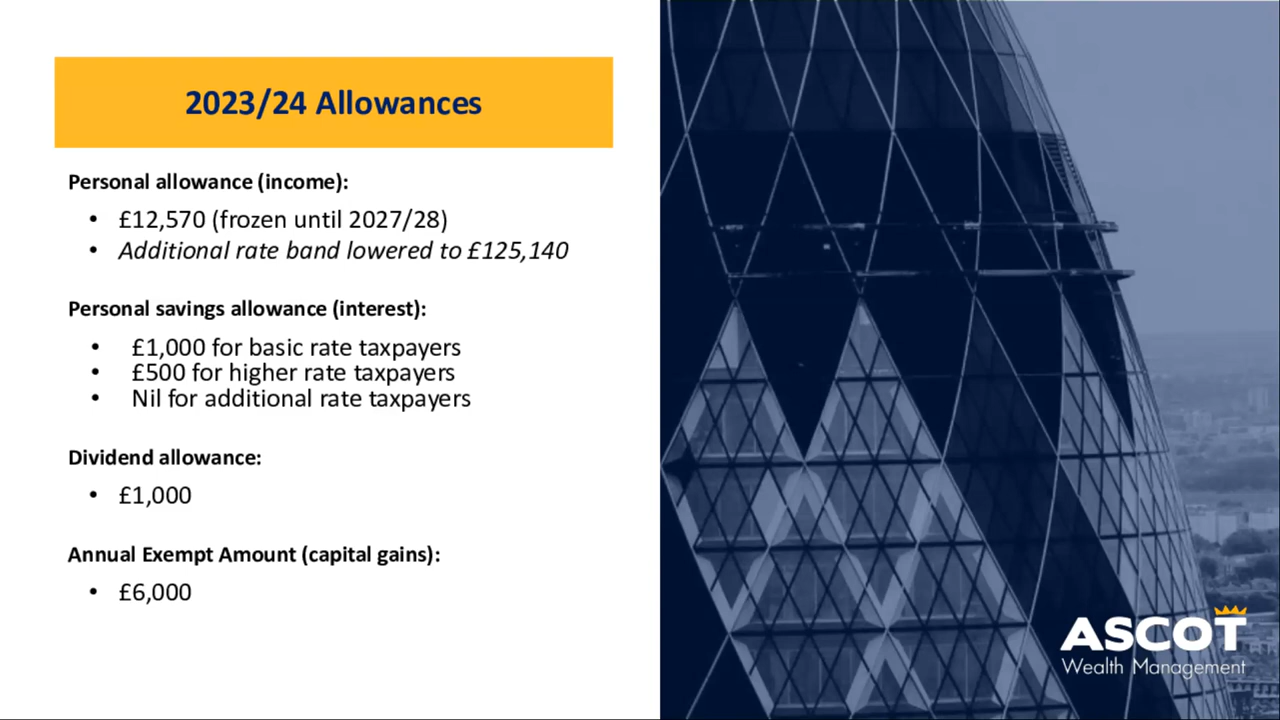 2023/24 Allowances
Personal allowance (income):
• £12,570 (frozen until 2027/28)
• Additional rate band lowered to £125,140
Personal savings allowance (interest):
• £1,000 for basic rate taxpayers
• £500 for higher rate taxpayers
• Nil for additional rate taxpayers
Dividend allowance:
• £1,000
Annual Exempt Amount (capital gains):
• £6,000
ASCOT
Wealth Management